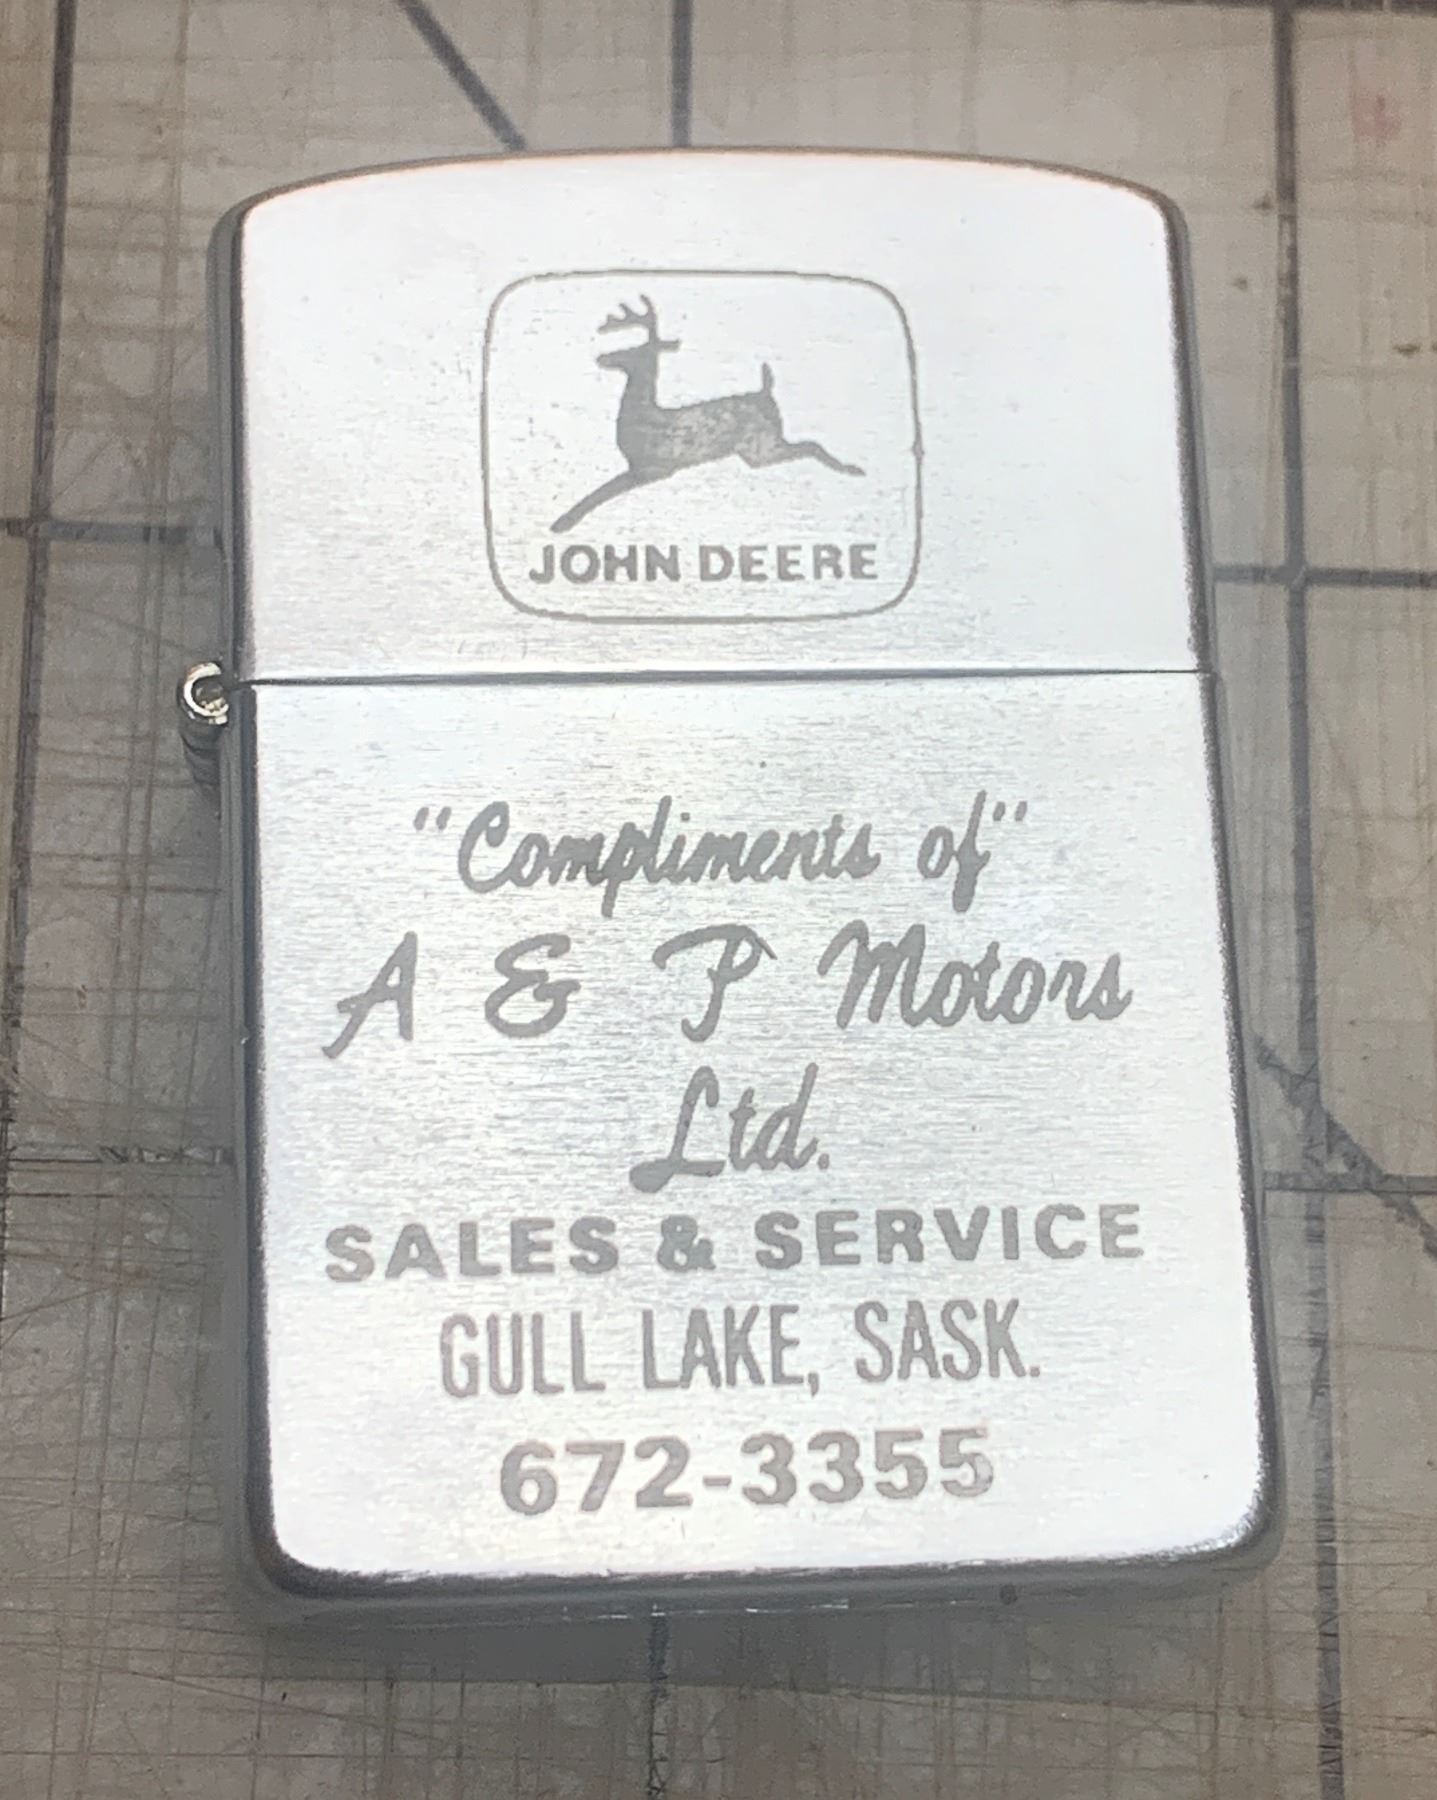 JOHN DEERE
"Compliments of"
A & P Motors
Ltd.
SALES & SERVICE
GULL LAKE, SASK.
672-3355